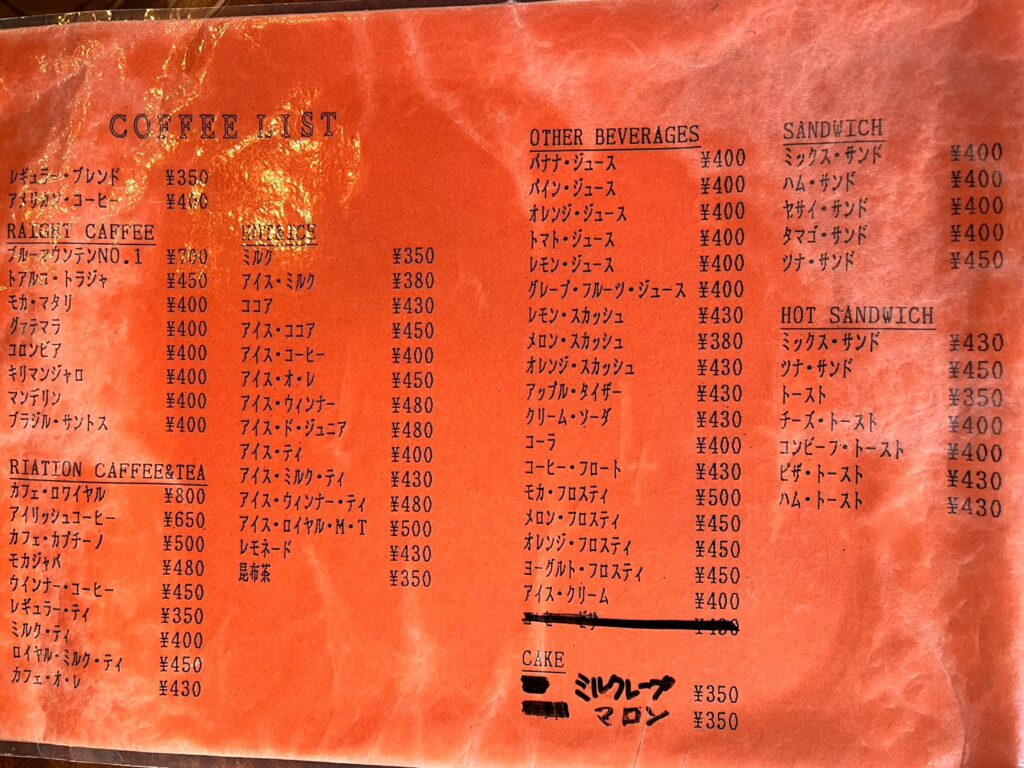 COFFEE LIST
レギュラー・ブレンド ¥350
アメリカン・コーヒー ¥400
RAIGHT CAFFEE
ブルーマウンテンNO.1 ¥700
トアルコ・トラジャ ¥450
モカ・マタリ ¥400
グァテマラ ¥400
コロンビア ¥400
キリマンジャロ ¥400
マンデリン ¥400
ブラジル・サントス ¥400
RIATION CAFFEE&TEA
カフェ・ロワイヤル ¥800
アイリッシュコーヒー ¥650
カフェ・カプチーノ ¥500
モカジャバ ¥480
ウインナー・コーヒー ¥450
レギュラー・ティ ¥350
ミルク・ティ ¥400
ロイヤル・ミルク・ティ ¥450
カフェ・オ・レ ¥430
HOT&ICY
ミルク ¥350
アイス・ミルク ¥380
ココア ¥430
アイス・ココア ¥450
アイス・コーヒー ¥400
アイス・オ・レ ¥450
アイス・ウィンナー ¥480
アイス・ド・ジュニア ¥480
アイス・ティ ¥400
アイス・ミルク・ティ ¥430
アイス・ウィンナー・ティ ¥480
アイス・ロイヤル・M・T ¥500
レモネード ¥430
昆布茶 ¥350
OTHER BEVERAGES
バナナ・ジュース ¥400
パイン・ジュース ¥400
オレンジ・ジュース ¥400
トマト・ジュース ¥400
レモン・ジュース ¥400
グレープ・フルーツ・ジュース ¥400
レモン・スカッシュ ¥430
メロン・スカッシュ ¥380
オレンジ・スカッシュ ¥430
アップル・タイザー ¥430
クリーム・ソーダ ¥430
コーラ ¥400
コーヒー・フロート ¥430
モカ・フロスティ ¥500
メロン・フロスティ ¥450
オレンジ・フロスティ ¥450
ヨーグルト・フロスティ ¥450
アイス・クリーム ¥400
CAKE
ミルクレープ ¥350
マロン ¥350
SANDWICH
ミックス・サンド ¥400
ハム・サンド ¥400
ヤサイ・サンド ¥400
タマゴ・サンド ¥400
ツナ・サンド ¥450
HOT SANDWICH
ミックス・サンド ¥430
ツナ・サンド ¥450
トースト ¥350
チーズ・トースト ¥400
コンビーフ・トースト ¥400
ピザ・トースト ¥430
ハム・トースト ¥430